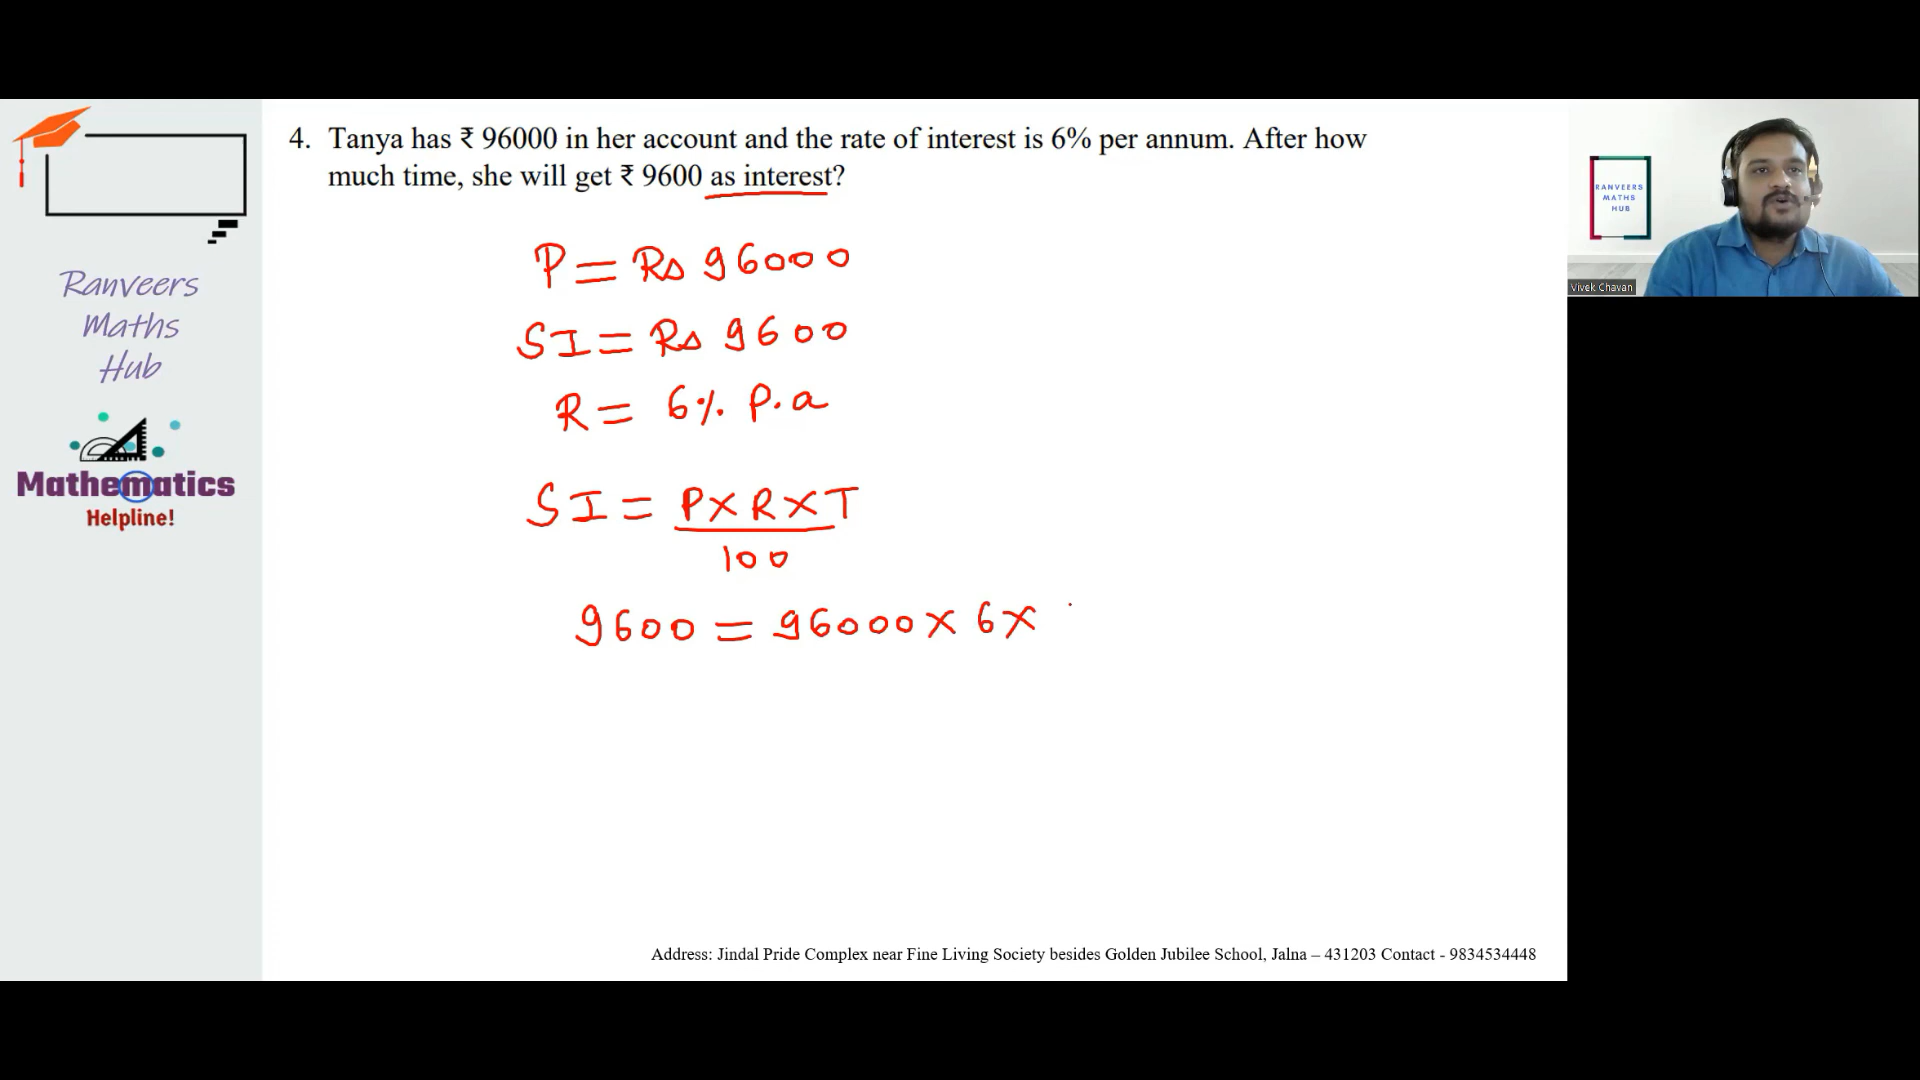 4. Tanya has ₹ 96000 in her account and the rate of interest is 6% per annum. After how
much time, she will get ₹ 9600 as interest?
P = Rs 96000
SI = Rs 9600
R = 6% P.a
SI = P X R X T
100
9600 = 96000 X 6 X
Ranveers
Maths
Hub
Mathematics
Helpline!
RANVEERS
MATHS
HUB
Vivek Chavan
Address: Jindal Pride Complex near Fine Living Society besides Golden Jubilee School, Jalna – 431203 Contact - 9834534448